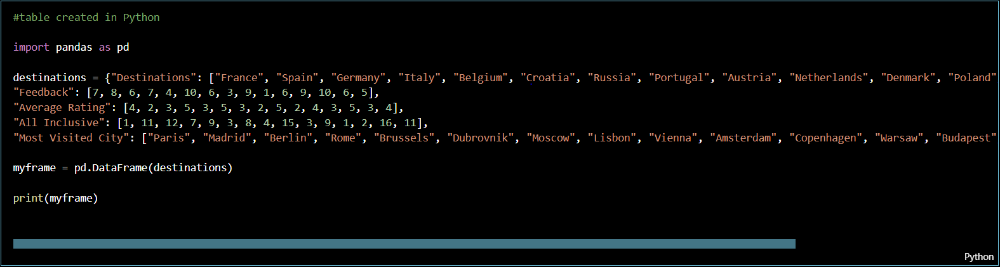 #table created in Python
import pandas as pd
destinations = {"Destinations": ["France", "Spain", "Germany", "Italy", "Belgium", "Croatia", "Russia", "Portugal", "Austria", "Netherlands", "Denmark", "Poland"
"Feedback": [7, 8, 6, 7, 4, 10, 6, 3, 9, 1, 6, 9, 10, 6, 5],
"Average Rating": [4, 2, 3, 5, 3, 5, 3, 2, 5, 2, 4, 3, 5, 3, 4],
"All Inclusive": [1, 11, 12, 7, 9, 3, 8, 4, 15, 3, 9, 1, 2, 16, 11],
"Most Visited City": ["Paris", "Madrid", "Berlin", "Rome", "Brussels", "Dubrovnik", "Moscow", "Lisbon", "Vienna", "Amsterdam", "Copenhagen", "Warsaw", "Budapest"
myframe = pd.DataFrame(destinations)
print(myframe)
Python